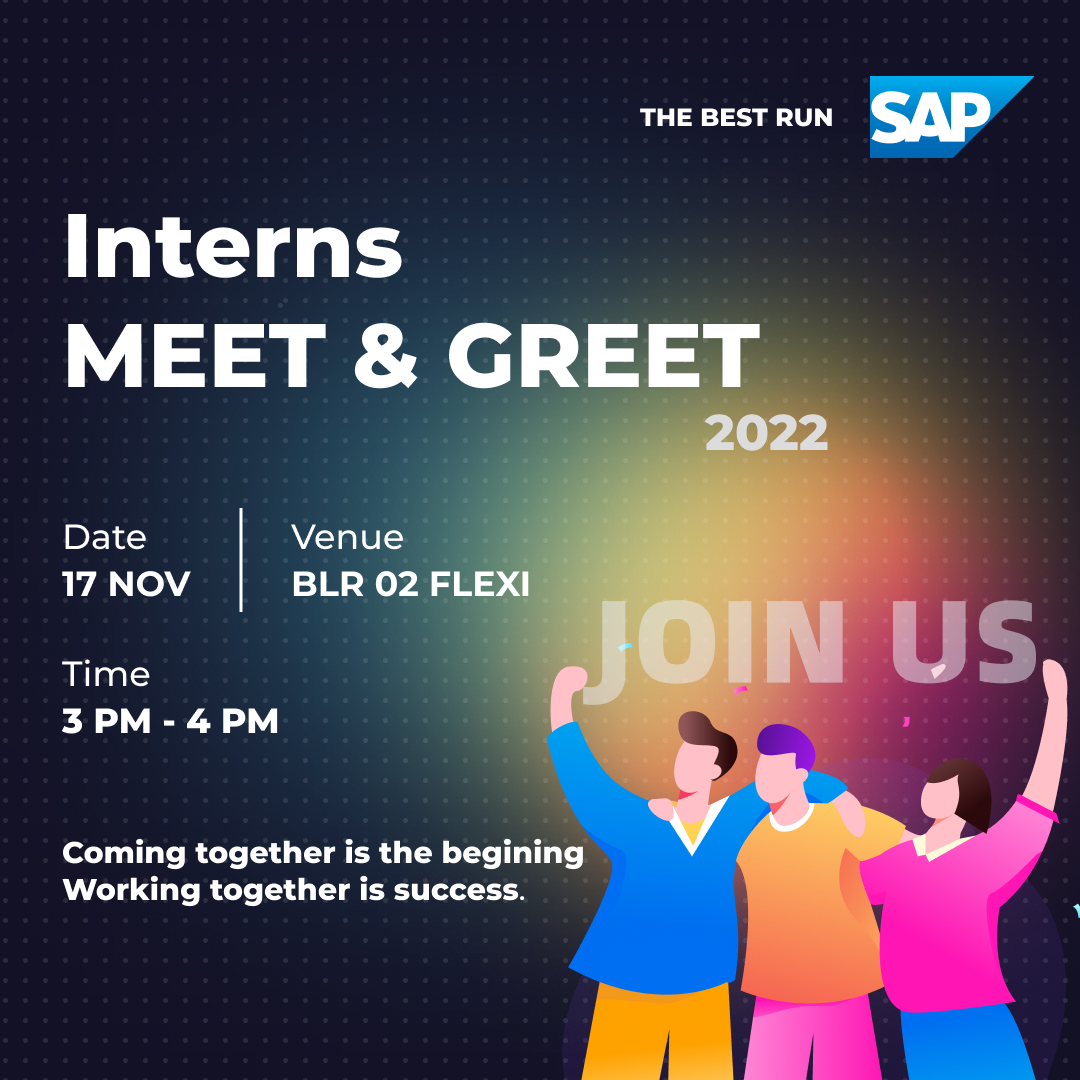 THE BEST RUN SAP
Interns
MEET & GREET
2022
Date
17 NOV
Venue
BLR 02 FLEXI
Time
3 PM - 4 PM
JOIN US
Coming together is the begining
Working together is success.